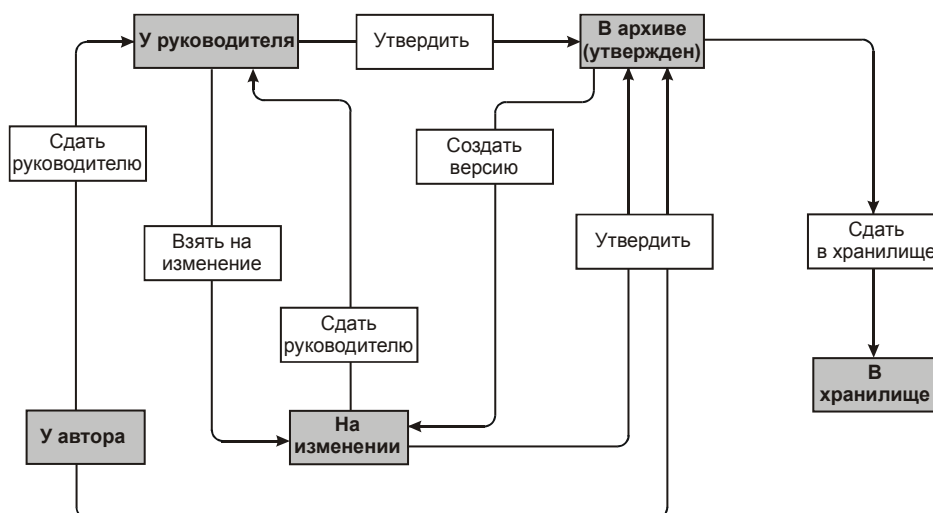 У руководителя
Утвердить
В архиве
(утвержден)
Сдать
руководителю
Создать
версию
Взять на
изменение
Утвердить
Сдать
в хранилище
Сдать
руководителю
В
хранилище
У автора
На
изменении